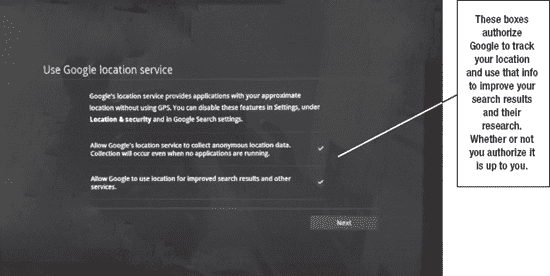 Use Google location service
Google's location service provides applications with your approximate
location without using GPS. You can disable these features in Settings, under
Location & security and in Google Search settings.
Allow Google's location service to collect anonymous location data.
Collection will occur even when no applications are running.
Allow Google to use location for improved search results and other
services.
Next
These boxes
authorize
Google to track
your location
and use that info
to improve your
search results
and their
research.
Whether or not
you authorize it
is up to you.